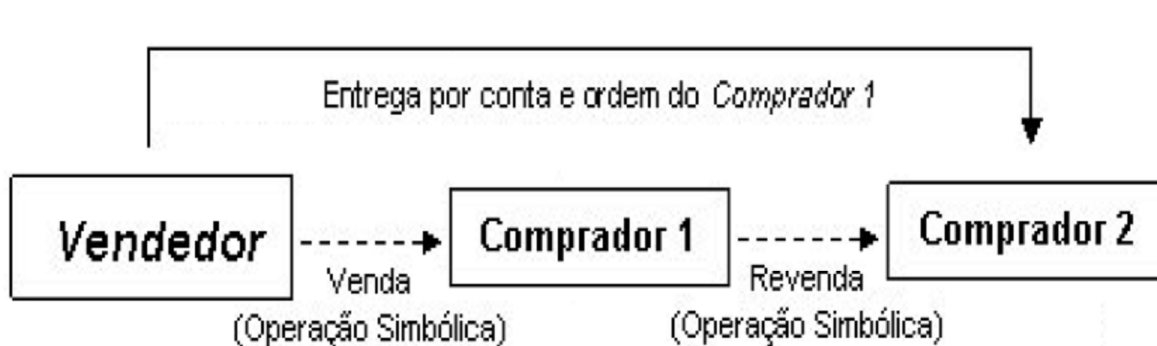 Entrega por conta e ordem do Comprador 1
Vendedor
Venda
(Operação Simbólica)
Comprador 1
Revenda
(Operação Simbólica)
Comprador 2